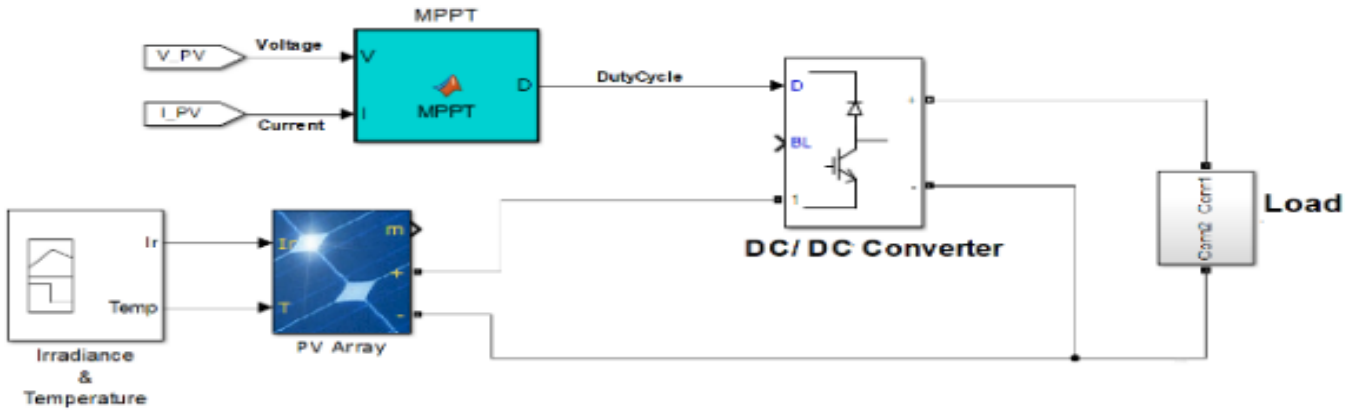 MPPT
V_PV
Voltage
V
D
MPPT
I_PV
Current
I
DutyCycle
D
+
BL
-
1
DC/ DC Converter
Conn2 Conn1
Load
Ir
Temp
Irradiance
&
Temperature
Ir
m
+
T
-
PV Array